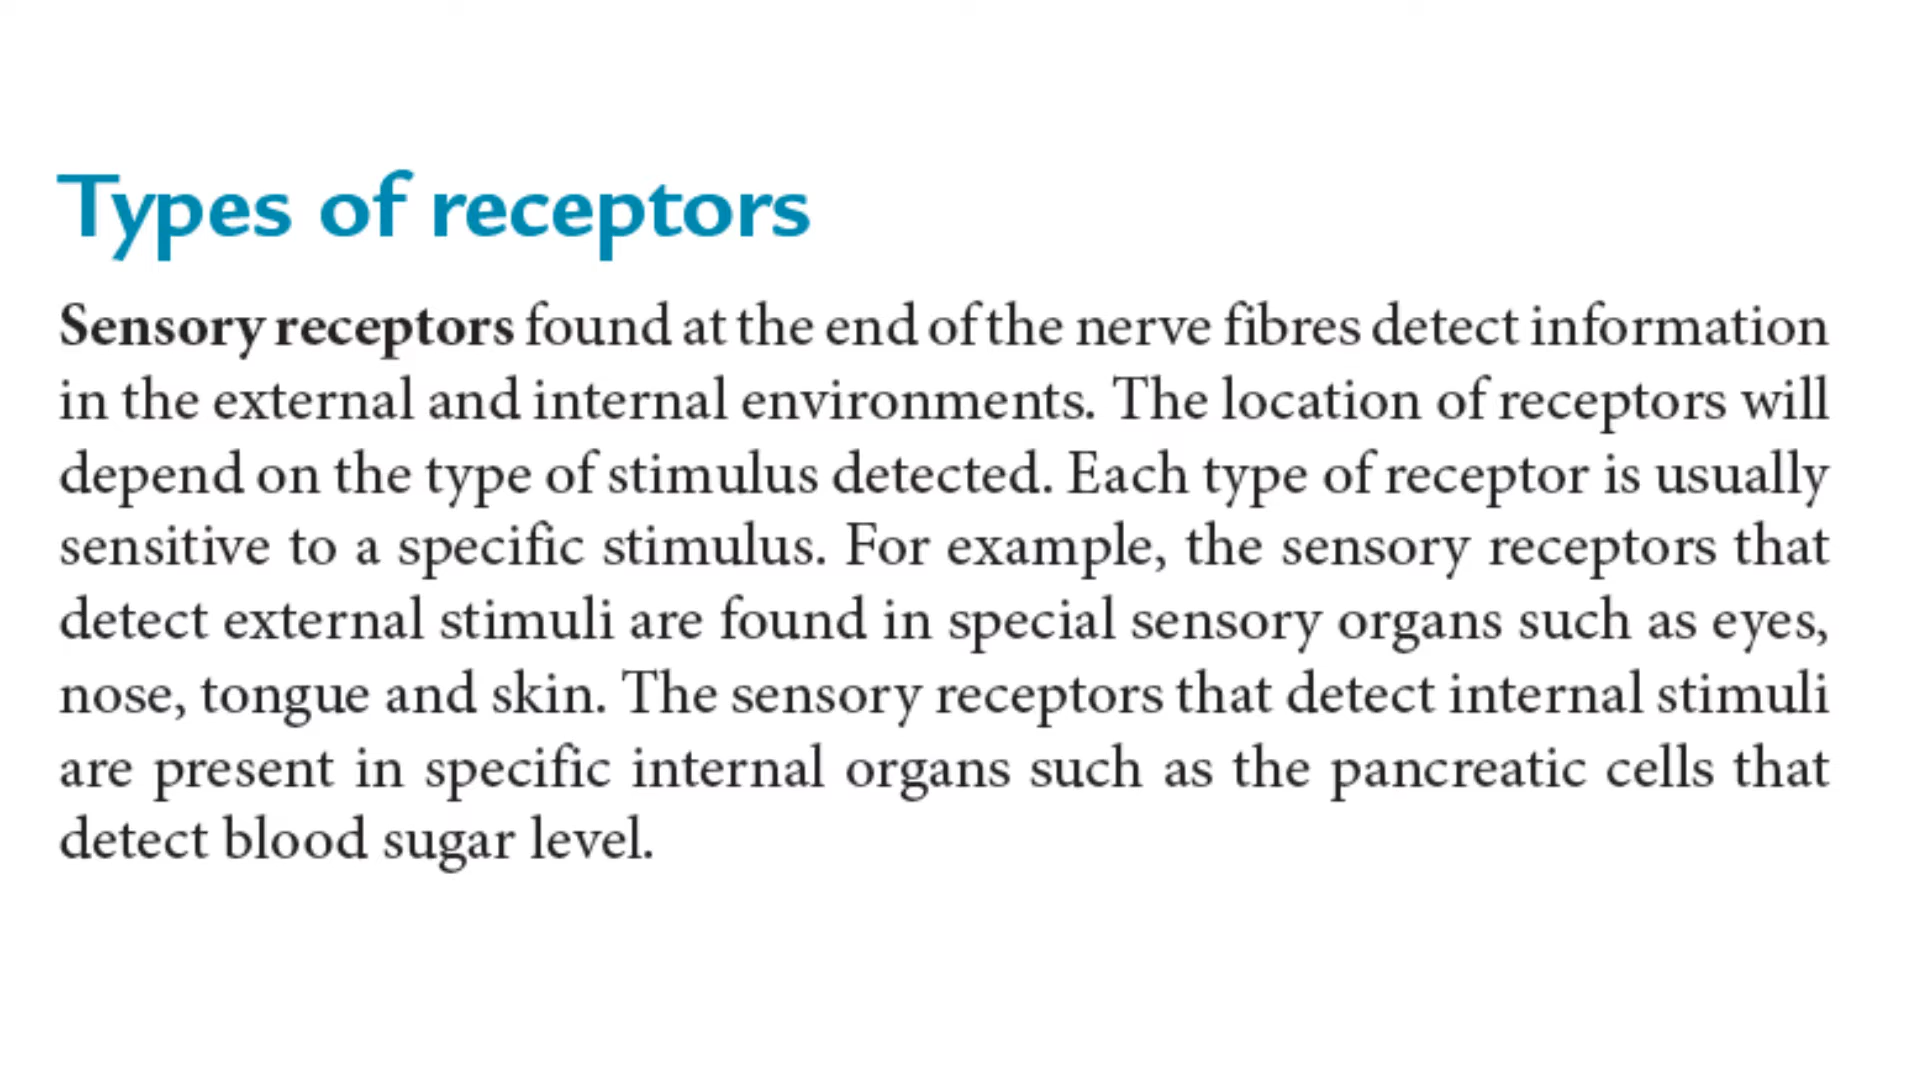 Types of receptors
Sensory receptors found at the end of the nerve fibres detect information
in the external and internal environments. The location of receptors will
depend on the type of stimulus detected. Each type of receptor is usually
sensitive to a specific stimulus. For example, the sensory receptors that
detect external stimuli are found in special sensory organs such as eyes,
nose, tongue and skin. The sensory receptors that detect internal stimuli
are present in specific internal organs such as the pancreatic cells that
detect blood sugar level.